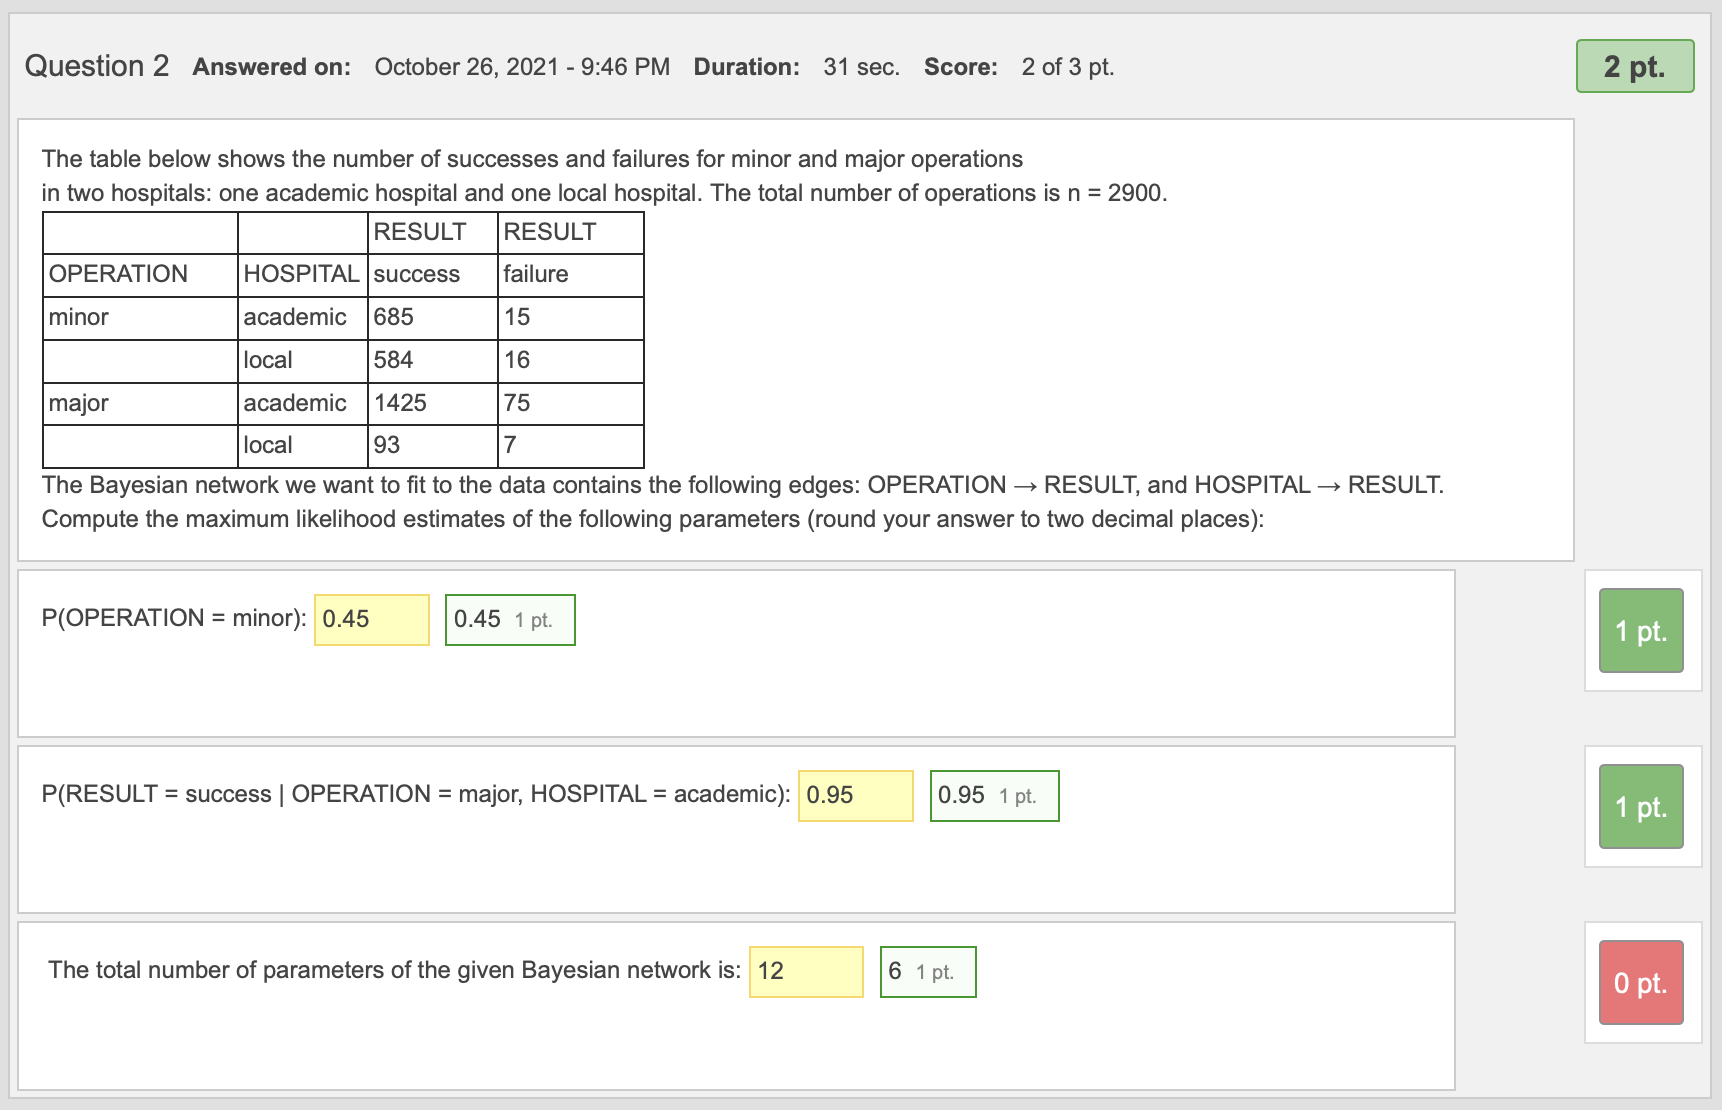 Question 2 Answered on: October 26, 2021 - 9:46 PM Duration: 31 sec. Score: 2 of 3 pt. 2 pt.
The table below shows the number of successes and failures for minor and major operations
in two hospitals: one academic hospital and one local hospital. The total number of operations is n = 2900.
RESULT RESULT
OPERATION HOSPITAL success failure
minor academic 685 15
local 584 16
major academic 1425 75
local 93 7
The Bayesian network we want to fit to the data contains the following edges: OPERATION → RESULT, and HOSPITAL → RESULT.
Compute the maximum likelihood estimates of the following parameters (round your answer to two decimal places):
P(OPERATION = minor): 0.45 0.45 1 pt. 1 pt.
P(RESULT = success | OPERATION = major, HOSPITAL = academic): 0.95 0.95 1 pt. 1 pt.
The total number of parameters of the given Bayesian network is: 12 6 1 pt. 0 pt.